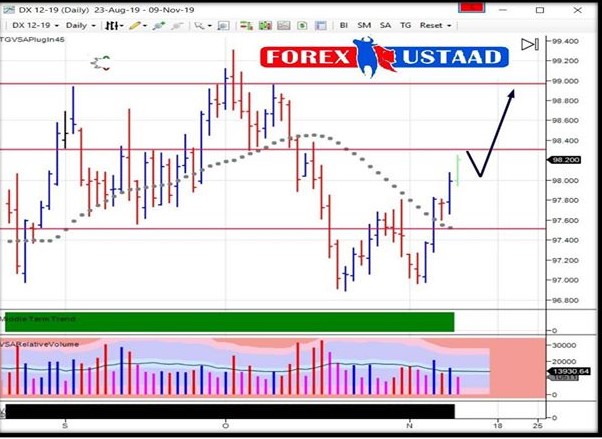 DX 12-19 (Daily) 23-Aug-19 - 09-Nov-19
DX 12-19 Daily BI SM SA TG Reset
TGVSAPlugIn45
FOREX USTAAD
99.400
99.200
99.000
98.800
98.600
98.400
98.200
98.000
97.800
97.600
97.400
97.200
97.000
96.800
Middle Term Trend
0
VSARelativeVolume
30000
20000
13930.64
0
0
S O N 18 25